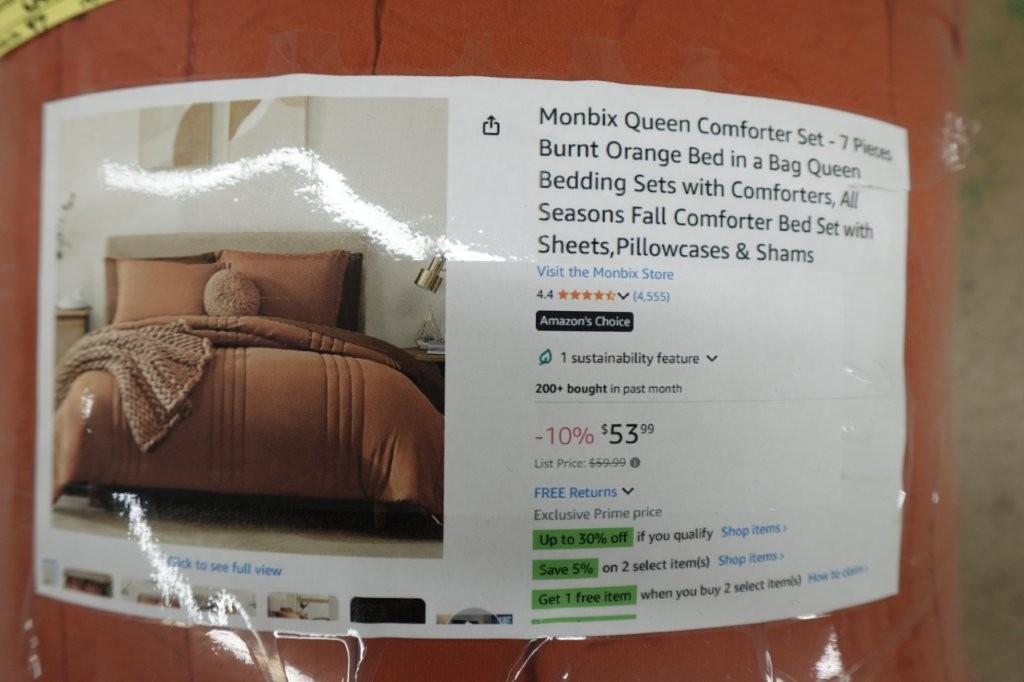 Monbix Queen Comforter Set - 7 Pieces
Burnt Orange Bed in a Bag Queen
Bedding Sets with Comforters, All
Seasons Fall Comforter Bed Set with
Sheets,Pillowcases & Shams
Visit the Monbix Store
4.4 (4,555)
Amazon's Choice
1 sustainability feature
200+ bought in past month
-10% $53 99
List Price: $59.99
FREE Returns
Exclusive Prime price
Up to 30% off if you qualify Shop items ›
Save 5% on 2 select item(s) Shop items ›
Get 1 free item when you buy 2 select item(s) How to claim ›
Click to see full view